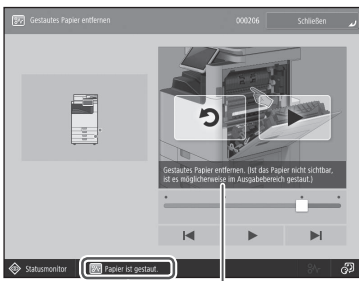 Gestautes Papier entfernen
000206
Schließen
Gestautes Papier entfernen. (Ist das Papier nicht sichtbar,
ist es möglicherweise im Ausgabebereich gestaut.)
Statusmonitor
Papier ist gestaut.